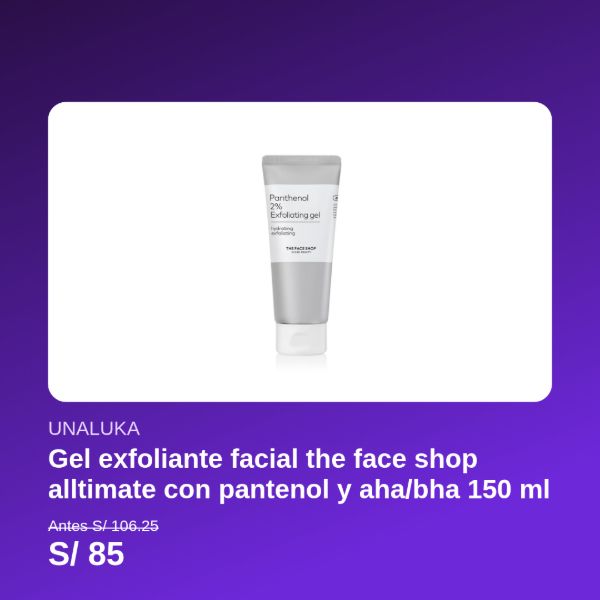 Panthenol
2%
Exfoliating gel
hydrating
exfoliating
THE FACE SHOP
UNALUKA
Gel exfoliante facial the face shop
alltimate con pantenol y aha/bha 150 ml
Antes S/ 106.25
S/ 85